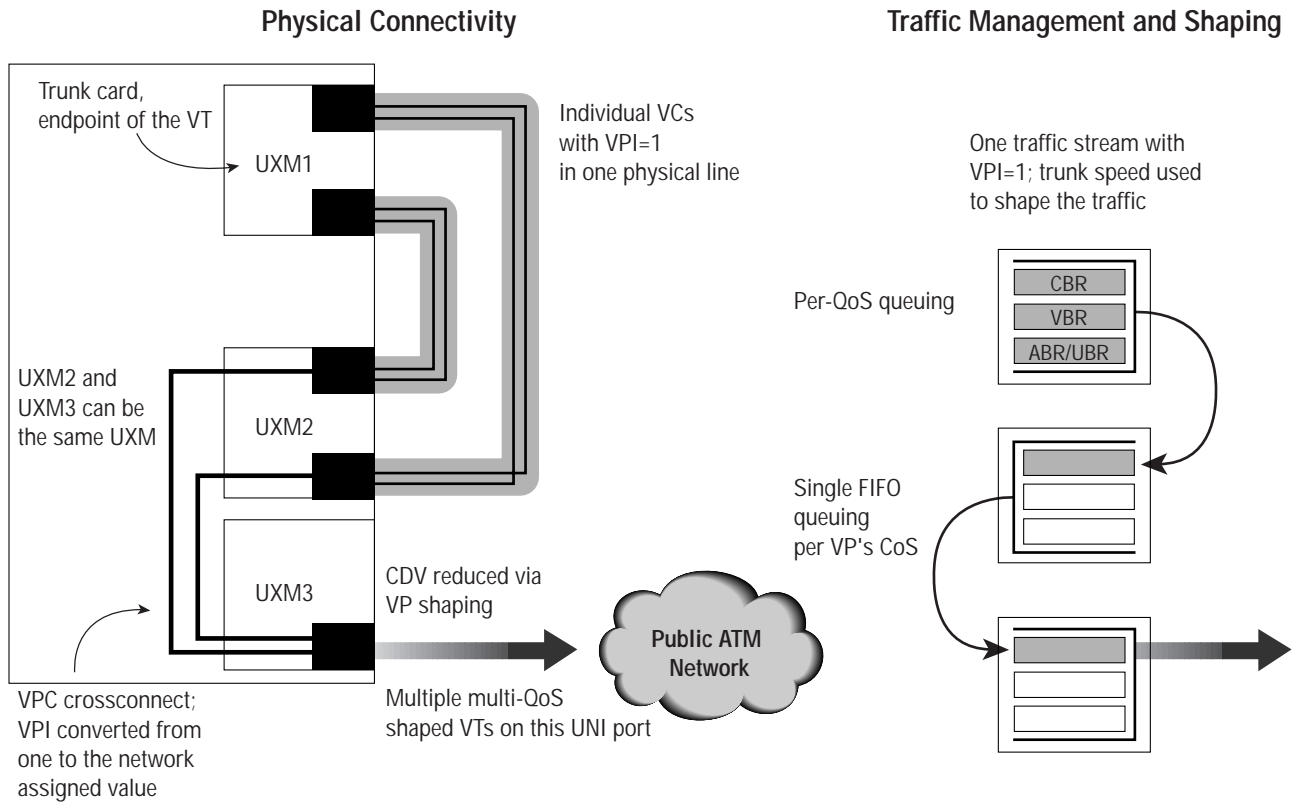 Physical Connectivity
Traffic Management and Shaping
Trunk card,
endpoint of the VT
UXM1
Individual VCs
with VPI=1
in one physical line
One traffic stream with
VPI=1; trunk speed used
to shape the traffic
Per-QoS queuing
CBR
VBR
ABR/UBR
UXM2 and
UXM3 can be
the same UXM
UXM2
Single FIFO
queuing
per VP's CoS
UXM3
CDV reduced via
VP shaping
Public ATM
Network
Multiple multi-QoS
shaped VTs on this UNI port
VPC crossconnect;
VPI converted from
one to the network
assigned value